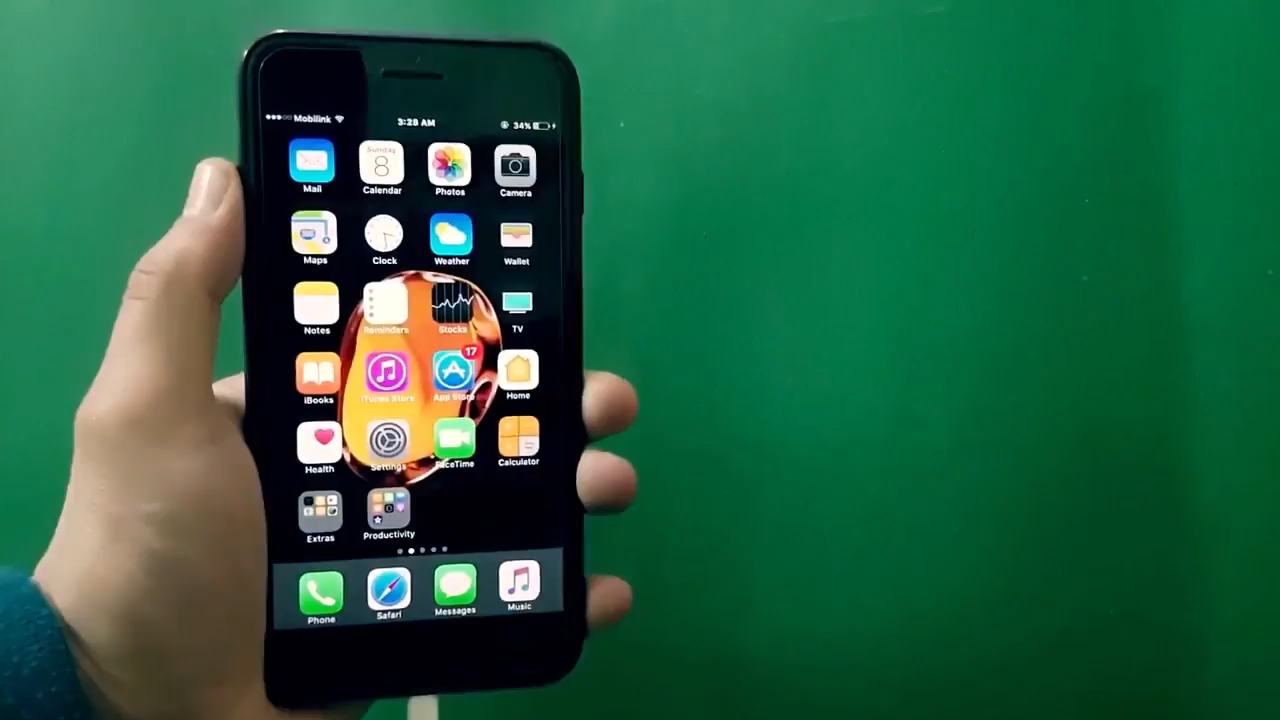 Mobilink 3:28 AM 34%
Sunday
8
Mail Calendar Photos Camera
Maps Clock Weather Wallet
Notes Reminders Stocks TV
17
iBooks iTunes Store App Store Home
Health Settings FaceTime Calculator
Extras Productivity
Phone Safari Messages Music